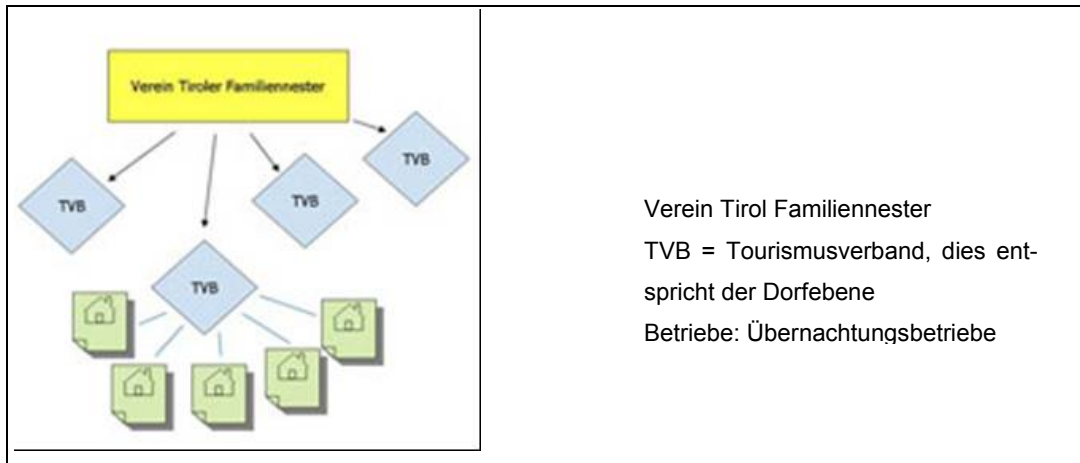 Verein Tiroler Familiennester
TVB
TVB
TVB
TVB
Verein Tirol Familiennester
TVB = Tourismusverband, dies ent-
spricht der Dorfebene
Betriebe: Übernachtungsbetriebe